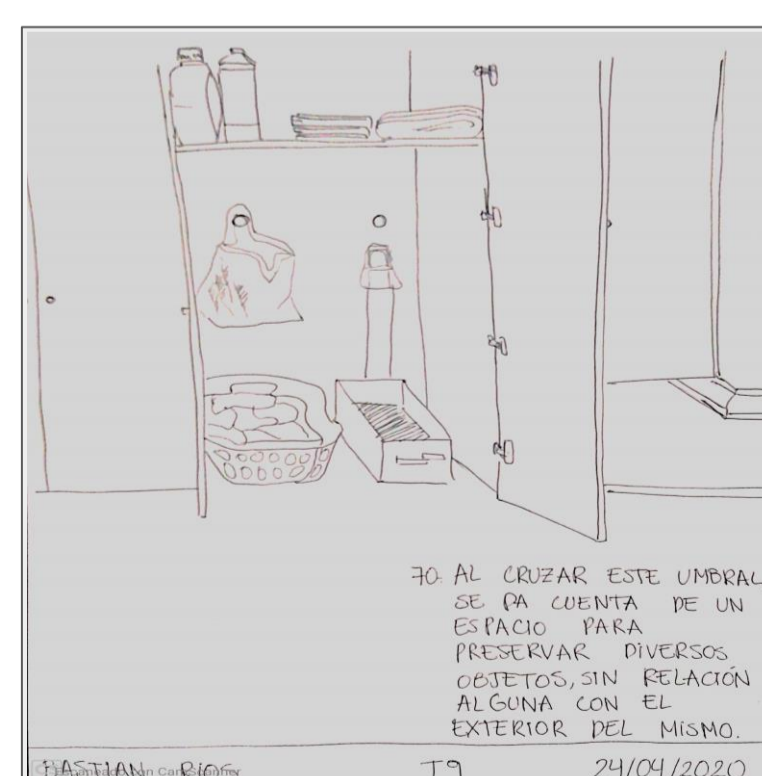 70. AL CRUZAR ESTE UMBRAL
SE DA CUENTA DE UN
ESPACIO PARA
PRESERVAR DIVERSOS
OBJETOS, SIN RELACIÓN
ALGUNA CON EL
EXTERIOR DEL MISMO.
BASTIAN RIOS T9 24/04/2020